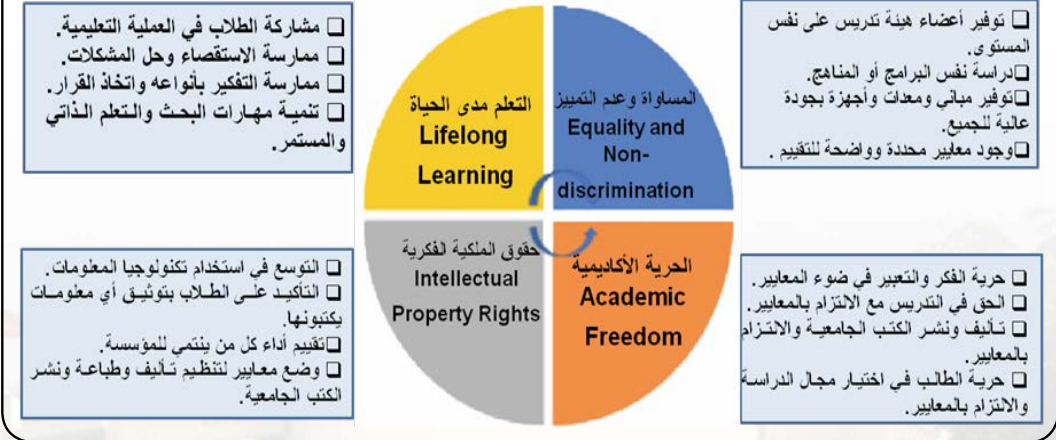 ❑ توفير أعضاء هيئة تدريس على نفس
المستوى.
❑دراسة نفس البرامج أو المناهج.
❑توفير مباني ومعدات وأجهزة بجودة
عالية للجميع.
❑وجود معايير محددة وواضحة للتقييم .
المساواة وعدم التمييز
Equality and
Non-
discrimination
التعلم مدى الحياة
Lifelong
Learning
❑ مشاركة الطلاب في العملية التعليمية.
❑ ممارسة الاستقصاء وحل المشكلات.
❑ ممارسة التفكير بأنواعه واتخاذ القرار.
❑ تنمية مهارات البحث والتعلم الذاتي
والمستمر.
❑ حرية الفكر والتعبير في ضوء المعايير.
❑ الحق في التدريس مع الالتزام بالمعايير.
❑ تأليف ونشر الكتب الجامعية والالتزام
بالمعايير.
❑ حرية الطالب في اختيار مجال الدراسة
والالتزام بالمعايير.
الحرية الأكاديمية
Academic
Freedom
حقوق الملكية الفكرية
Intellectual
Property Rights
❑ التوسع في استخدام تكنولوجيا المعلومات.
❑ التأكيد على الطلاب بتوثيق أي معلومات
يكتبونها.
❑تقييم أداء كل من ينتمي للمؤسسة.
❑ وضع معايير لتنظيم تأليف وطباعة ونشر
الكتب الجامعية.